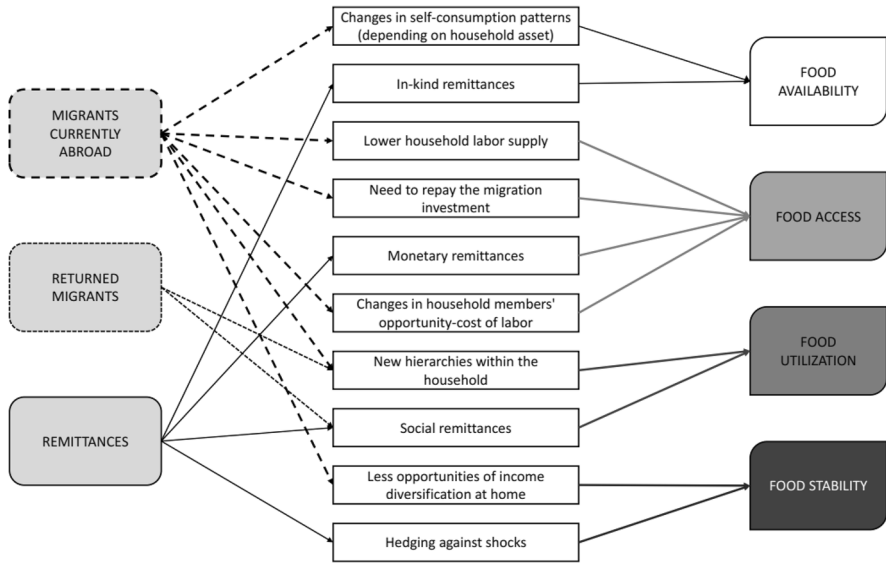 MIGRANTS
CURRENTLY
ABROAD
RETURNED
MIGRANTS
REMITTANCES
Changes in self-consumption patterns
(depending on household asset)
In-kind remittances
Lower household labor supply
Need to repay the migration
investment
Monetary remittances
Changes in household members'
opportunity-cost of labor
New hierarchies within the
household
Social remittances
Less opportunities of income
diversification at home
Hedging against shocks
FOOD
AVAILABILITY
FOOD ACCESS
FOOD
UTILIZATION
FOOD STABILITY